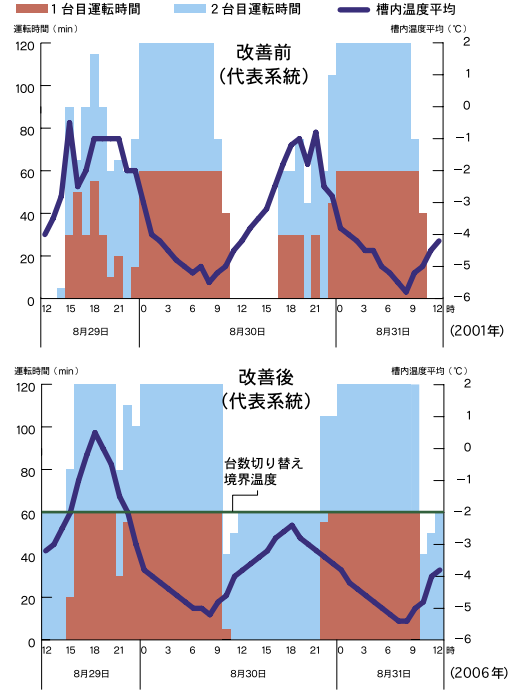 1台目運転時間 2台目運転時間 槽内温度平均
運転時間（min） 槽内温度平均（℃）
改善前
（代表系統）
120 2
100 1
80 0
60 −1
40 −2
20 −3
0 −4
−5
−6
12 15 18 21 0 3 6 9 12 15 18 21 0 3 6 9 12 時
8月29日 8月30日 8月31日 （2001年）
運転時間（min） 槽内温度平均（℃）
改善後
（代表系統）
台数切り替え
境界温度
120 2
100 1
80 0
60 −1
40 −2
20 −3
0 −4
−5
−6
12 15 18 21 0 3 6 9 12 15 18 21 0 3 6 9 12 時
8月29日 8月30日 8月31日 （2006年）